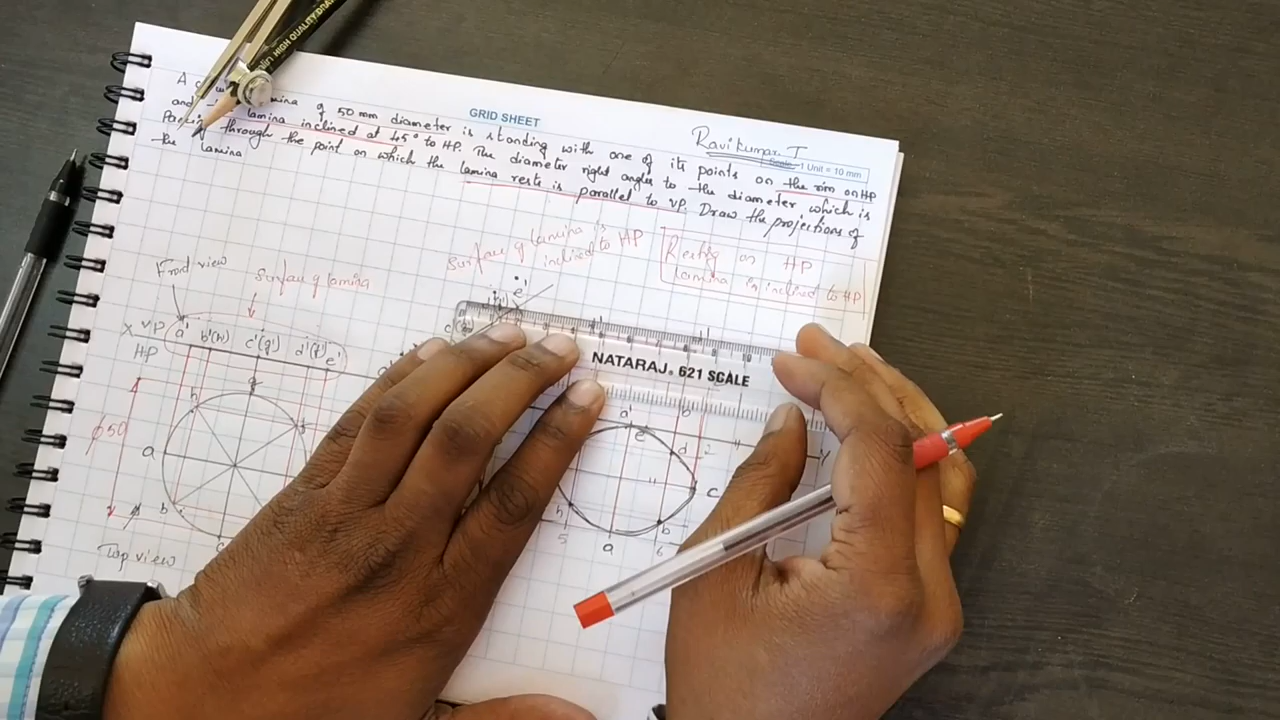 GRID SHEET
Ravikumar T
1 Unit = 10 mm
A lamina of 50 mm diameter is standing with one of its points on the rim on HP
and lamina inclined at 45° to HP. The diameter right angles to the diameter which is
Passing through the point on which the lamina rests is parallel to VP. Draw the projections of
the lamina
Surface of lamina is
inclined to HP
Resting on HP
lamina is inclined to HP
Front view
Surface of lamina
X VP
HP
a' b'(h') c'(g') d'(f') e'
e'
NATARAJ 621 SCALE
φ50
g
h
a
b
c
a'
b'
e
d
c
h
b
5
a
6
2
Y
Top view